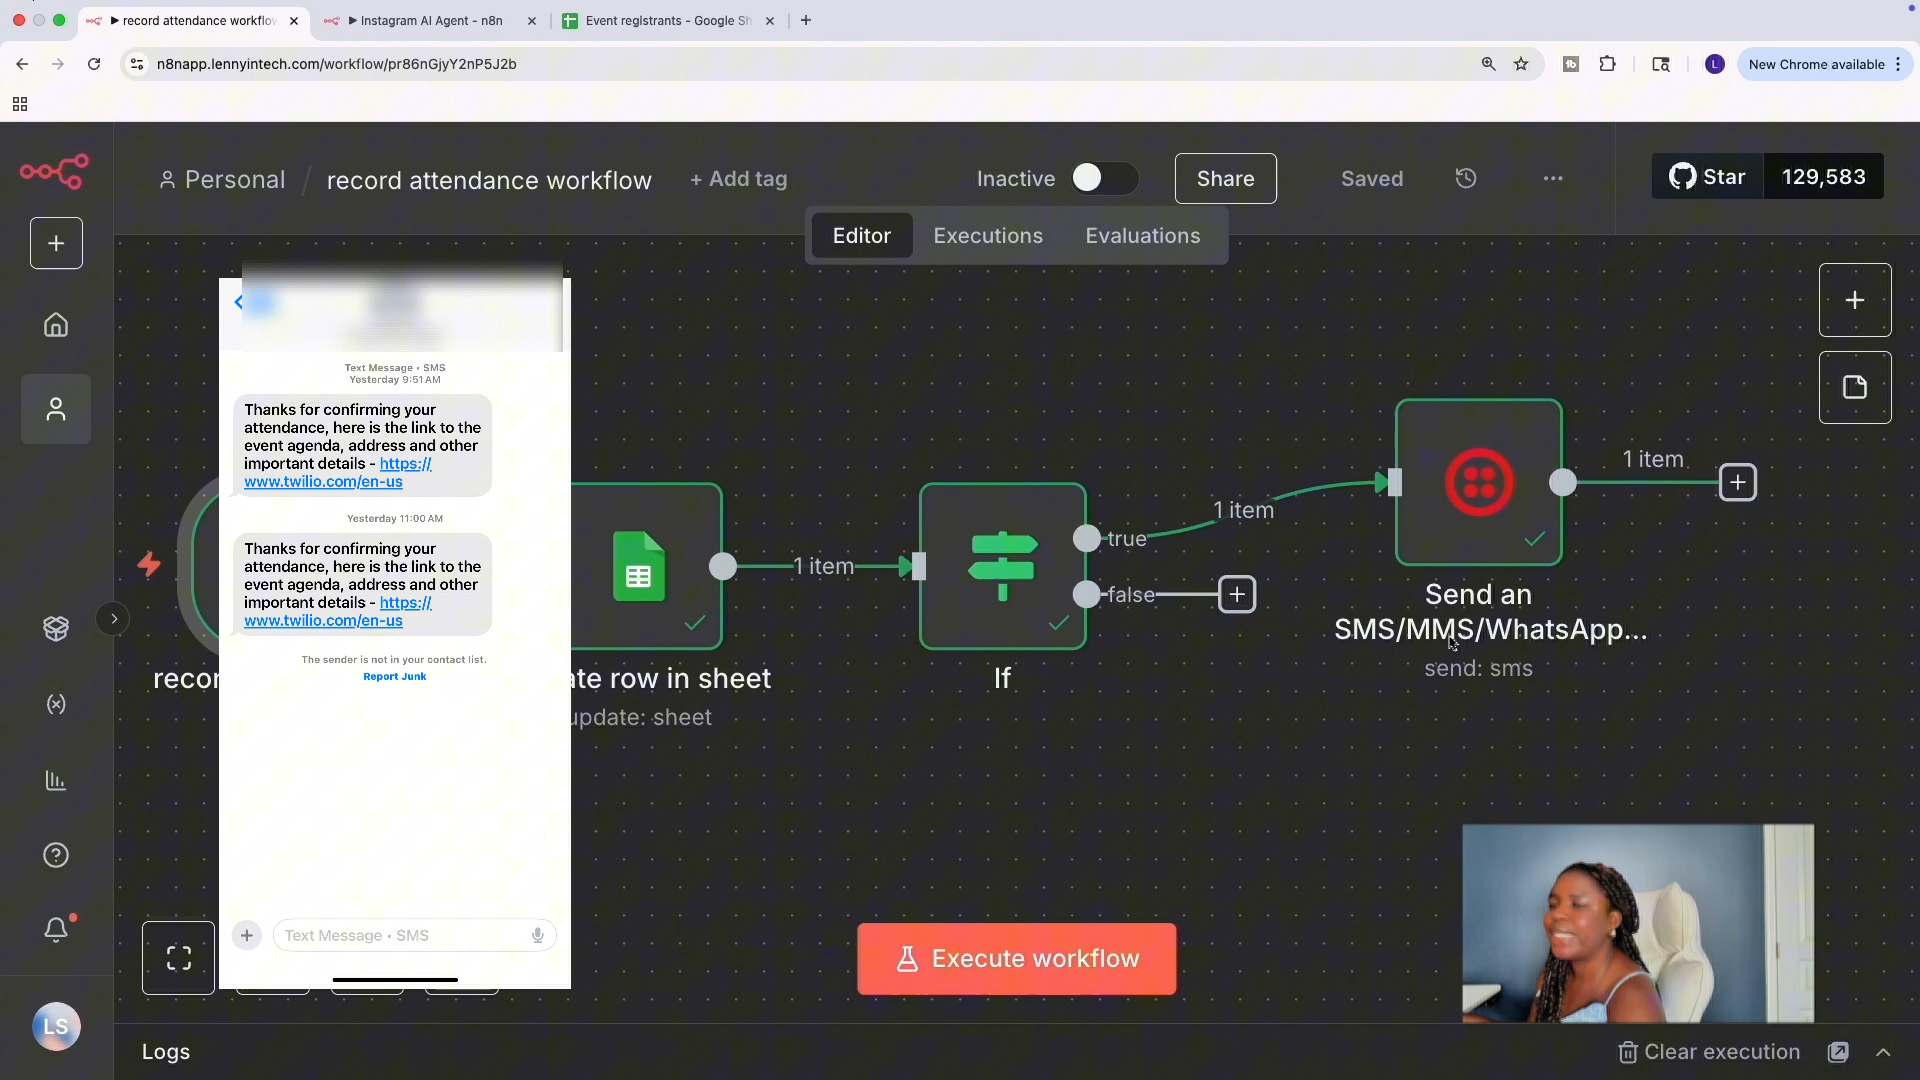 record attendance workflow
Instagram AI Agent - n8n
Event registrants - Google Sh
n8napp.lennyintech.com/workflow/pr86nGjyY2nP5J2b
New Chrome available
Personal / record attendance workflow
+ Add tag
Inactive
Share
Saved
Star
129,583
Editor
Executions
Evaluations
Text Message • SMS
Yesterday 9:51 AM
Thanks for confirming your
attendance, here is the link to the
event agenda, address and other
important details - https://
www.twilio.com/en-us
Yesterday 11:00 AM
Thanks for confirming your
attendance, here is the link to the
event agenda, address and other
important details - https://
www.twilio.com/en-us
The sender is not in your contact list.
Report Junk
Text Message • SMS
recor
1 item
ate row in sheet
update: sheet
true
false
If
1 item
1 item
Send an
SMS/MMS/WhatsApp...
send: sms
Execute workflow
LS
Logs
Clear execution